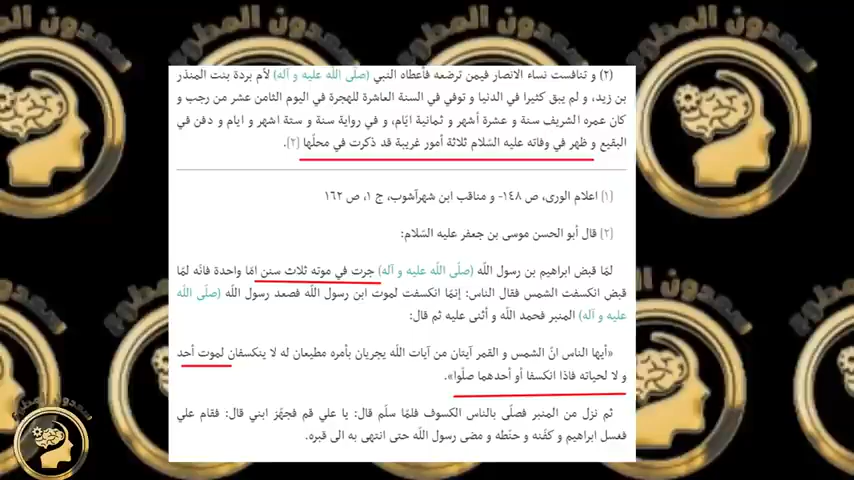 (٢) و تنافست نساء الانصار فيمن ترضعه فأعطاه النبي (صلّى اللّه عليه و آله) لأم بردة بنت المنذر
بن زيد، و لم يبق كثيرا في الدنيا و توفي في السنة العاشرة للهجرة في اليوم الثامن عشر من رجب و
كان عمره الشريف سنة و عشرة أشهر و ثمانية ايّام، و في رواية سنة و ستة اشهر و ايام و دفن في
البقيع و ظهر في وفاته عليه السّلام ثلاثة أمور غريبة قد ذكرت في محلّها [٢].
[١] اعلام الورى، ص ١٤٨- و مناقب ابن شهرآشوب، ج ١، ص ١٦٢
[٢] قال أبو الحسن موسى بن جعفر عليه السّلام:
لمّا قبض ابراهيم بن رسول اللّه (صلّى اللّه عليه و آله) جرت في موته ثلاث سنن امّا واحدة فانّه لمّا
قبض انكسفت الشمس فقال الناس: إنّما انكسفت لموت ابن رسول اللّه فصعد رسول اللّه (صلّى اللّه
عليه و آله) المنبر فحمد اللّه و أثنى عليه ثم قال:
«أيها الناس انّ الشمس و القمر آيتان من آيات اللّه يجريان بأمره مطيعان له لا ينكسفان لموت أحد
و لا لحياته فاذا انكسفا أو أحدهما صلّوا».
ثم نزل من المنبر فصلّى بالناس الكسوف فلمّا سلّم قال: يا علي قم فجهّز ابني قال: فقام علي
فغسل ابراهيم و كفّنه و حنّطه و مضى رسول اللّه حتى انتهى به الى قبره.
سعدون المطوع
سعدون المطوع
سعدون المطوع